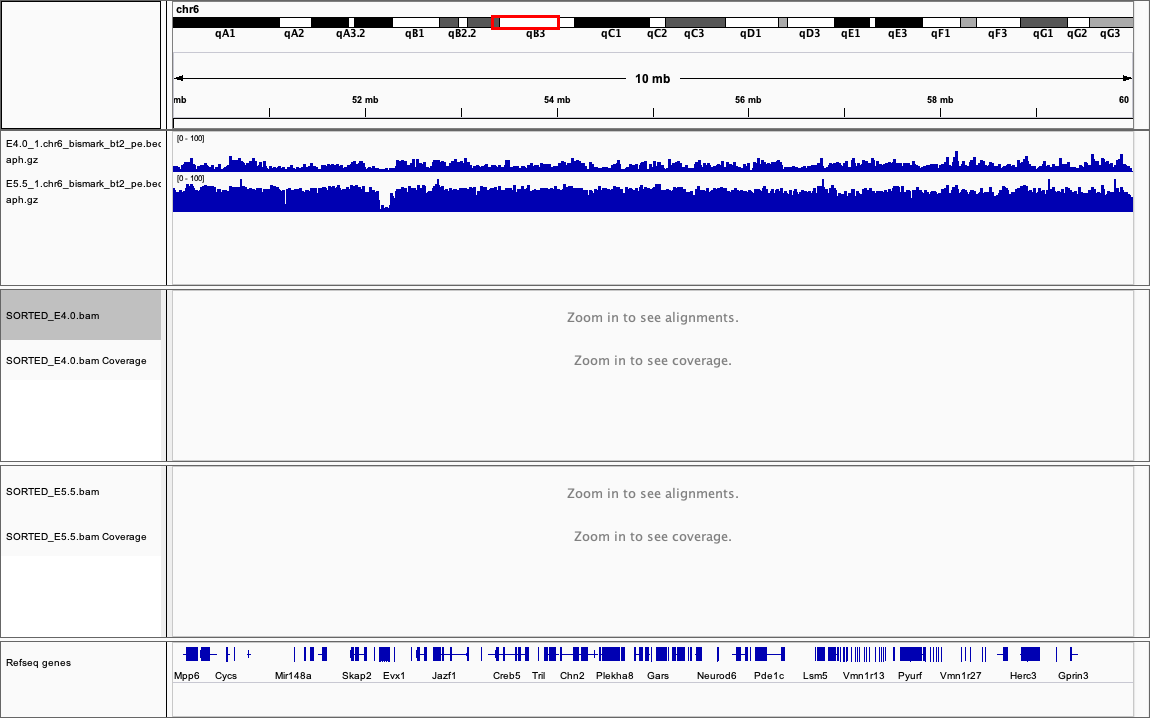 chr6
qA1 qA2 qA3.2 qB1 qB2.2 qB3 qC1 qC2 qC3 qD1 qD3 qE1 qE3 qF1 qF3 qG1 qG2 qG3
10 mb
mb 52 mb 54 mb 56 mb 58 mb 60
E4.0_1.chr6_bismark_bt2_pe.bec
aph.gz
[0 - 100]
E5.5_1.chr6_bismark_bt2_pe.bec
aph.gz
[0 - 100]
SORTED_E4.0.bam
Zoom in to see alignments.
SORTED_E4.0.bam Coverage
Zoom in to see coverage.
SORTED_E5.5.bam
Zoom in to see alignments.
SORTED_E5.5.bam Coverage
Zoom in to see coverage.
Refseq genes
Mpp6 Cycs Mir148a Skap2 Evx1 Jazf1 Creb5 Tril Chn2 Plekha8 Gars Neurod6 Pde1c Lsm5 Vmn1r13 Pyurf Vmn1r27 Herc3 Gprin3